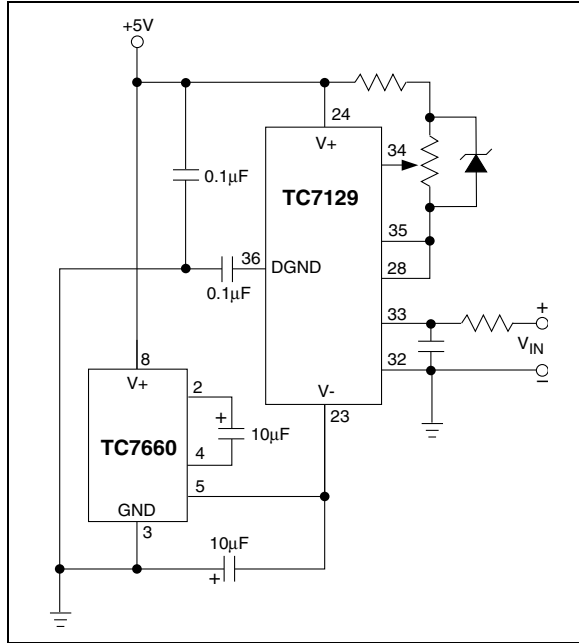 +5V
24
V+
34
0.1μF
TC7129
36
DGND
35
0.1μF
28
33
+
V_IN
8
V+
2
32
–
V-
+
10μF
23
TC7660
4
5
GND
3
10μF
+